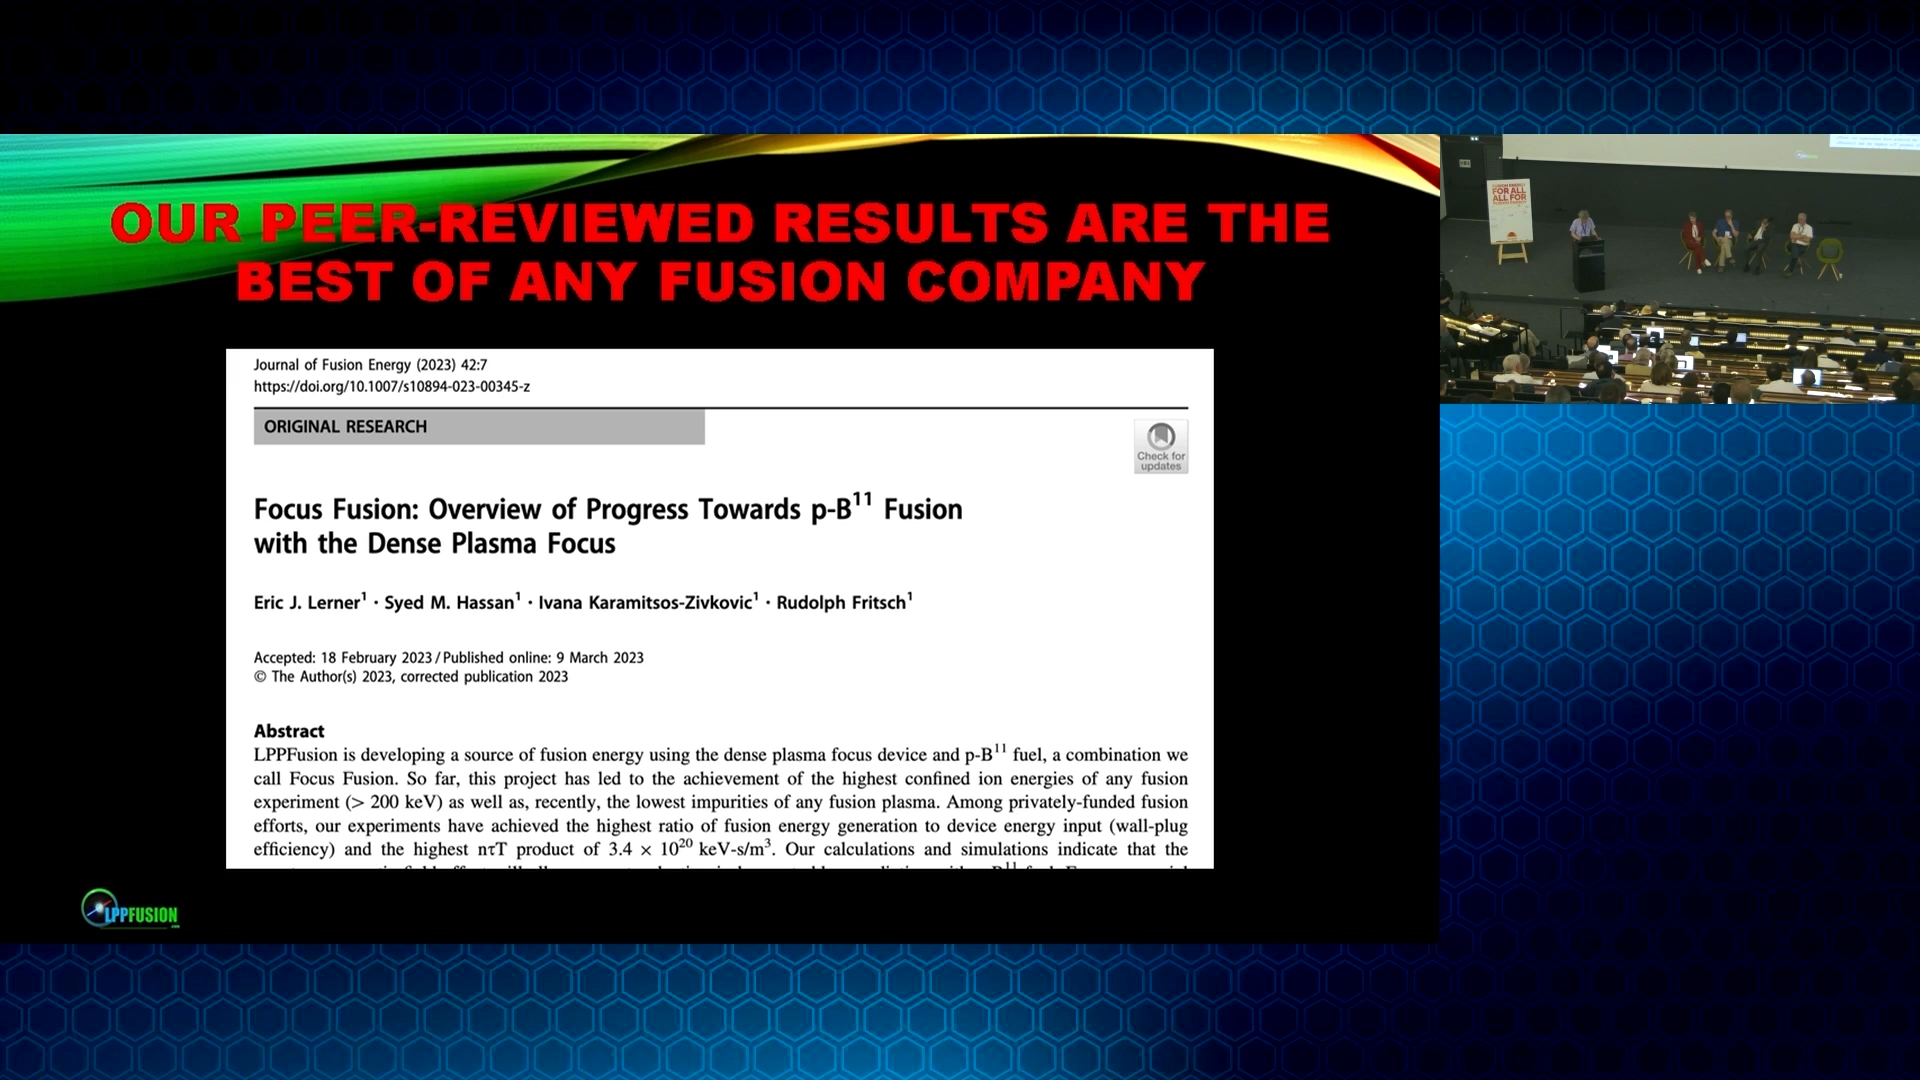 OUR PEER-REVIEWED RESULTS ARE THE
BEST OF ANY FUSION COMPANY
Journal of Fusion Energy (2023) 42:7
https://doi.org/10.1007/s10894-023-00345-z
ORIGINAL RESEARCH
Check for
updates
Focus Fusion: Overview of Progress Towards p-B¹¹ Fusion
with the Dense Plasma Focus
Eric J. Lerner¹ · Syed M. Hassan¹ · Ivana Karamitsos-Zivkovic¹ · Rudolph Fritsch¹
Accepted: 18 February 2023 / Published online: 9 March 2023
© The Author(s) 2023, corrected publication 2023
Abstract
LPPFusion is developing a source of fusion energy using the dense plasma focus device and p-B¹¹ fuel, a combination we
call Focus Fusion. So far, this project has led to the achievement of the highest confined ion energies of any fusion
experiment (> 200 keV) as well as, recently, the lowest impurities of any fusion plasma. Among privately-funded fusion
efforts, our experiments have achieved the highest ratio of fusion energy generation to device energy input (wall-plug
efficiency) and the highest nτT product of 3.4 × 10²⁰ keV-s/m³. Our calculations and simulations indicate that the
LPPFUSION
FOR ALL
ALL FOR